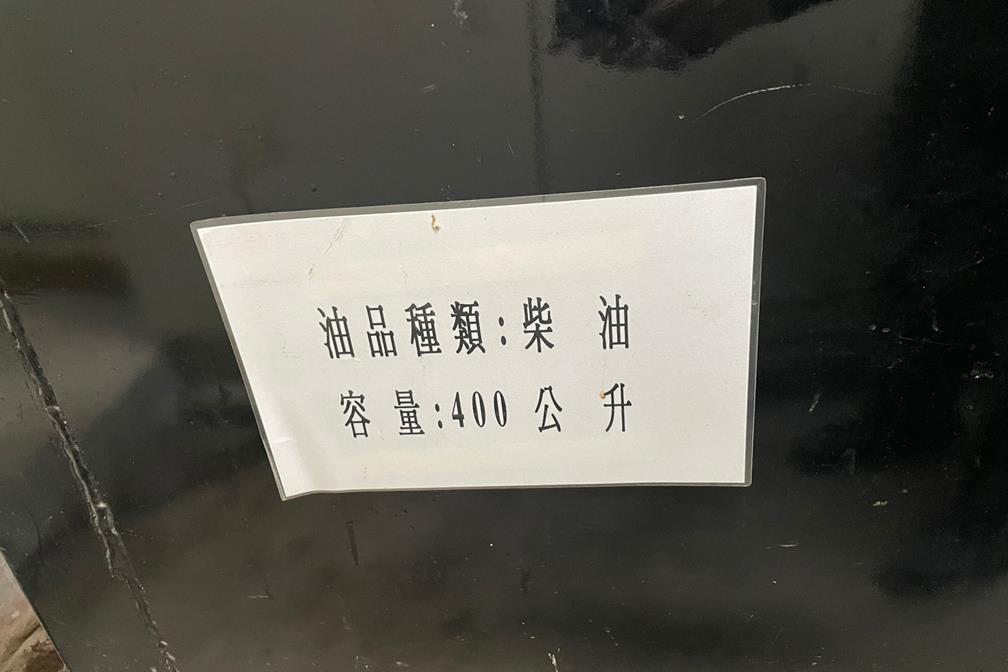 油品種類:柴 油
容 量:400 公 升